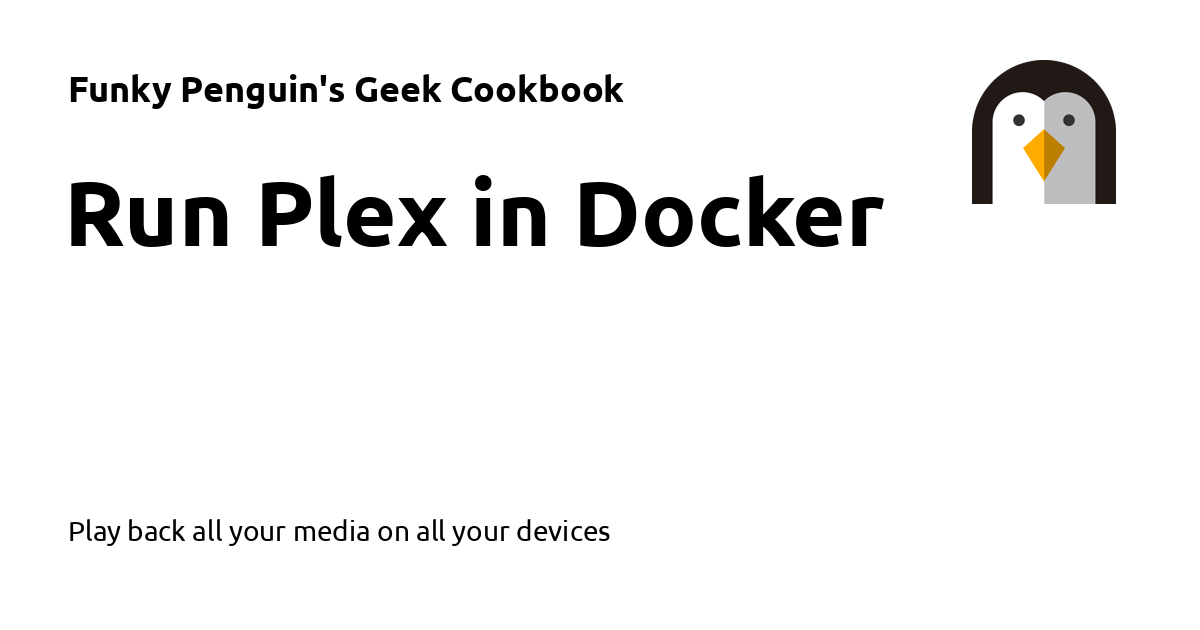 Funky Penguin's Geek Cookbook
Run Plex in Docker
Play back all your media on all your devices